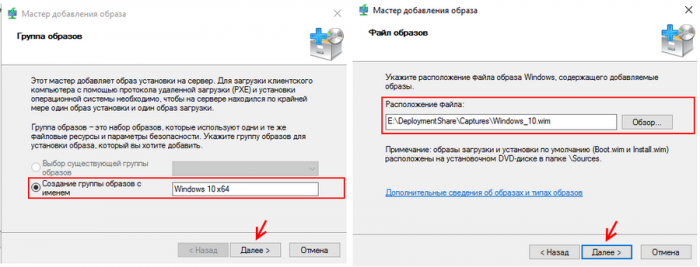 Мастер добавления образа
Группа образов
Этот мастер добавляет образ установки на сервер. Для загрузки клиентского
компьютера с помощью протокола удаленной загрузки (PXE) и установки
операционной системы необходимо, чтобы на сервере находился по крайней
мере один образ установки и один образ загрузки.
Группа образов – это набор образов, которые используют одни и те же
файловые ресурсы и параметры безопасности. Укажите группу образов для
установки образа, который вы хотите добавить.
Выбор существующей группы
образов
Создание группы образов с
именем
Windows 10 x64
< Назад
Далее >
Отмена
Мастер добавления образа
Файл образов
Укажите расположение файла образа Windows, содержащего добавляемые
образы.
Расположение файла:
E:\DeploymentShare\Captures\Windows_10.wim
Обзор...
Примечание: образы загрузки и установки по умолчанию (Boot.wim и Install.wim)
расположены на установочном DVD-диске в папке \Sources.
Дополнительные сведения об образах и типах образов
< Назад
Далее >
Отмена